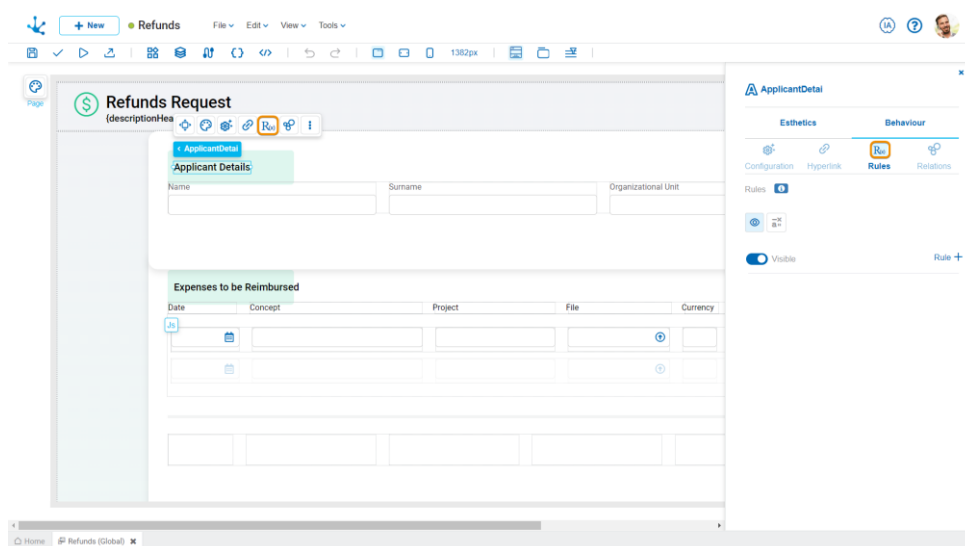 + New
Refunds
File
Edit
View
Tools
IA
?
1382px
Page
Refunds Request
{descriptionHea
ApplicantDetai
Applicant Details
Name
Surname
Organizational Unit
Expenses to be Reimbursed
Date
Concept
Project
File
Currency
Js
ApplicantDetai
Esthetics
Behaviour
Configuration
Hyperlink
Rules
Relations
Rules
Visible
Rule +
Home
Refunds (Global)